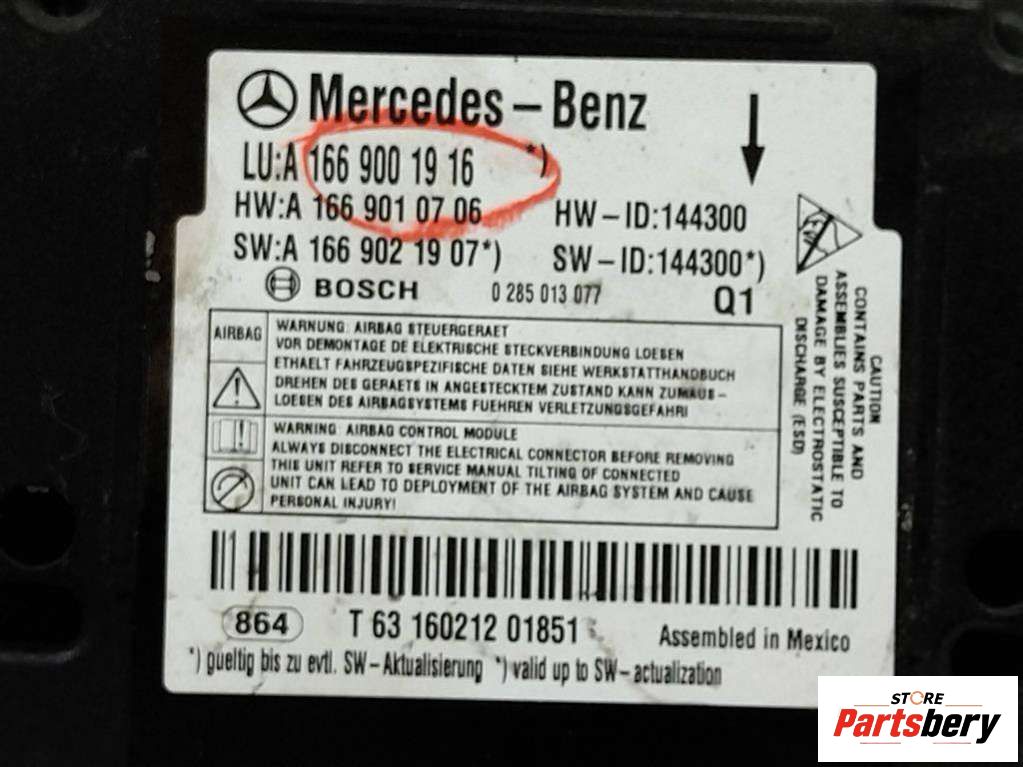 Mercedes-Benz
LU:A 166 900 19 16 *)
HW:A 166 901 07 06 HW-ID:144300
SW:A 166 902 19 07*) SW-ID:144300*)
BOSCH 0 285 013 077 Q1
AIRBAG
WARNUNG: AIRBAG STEUERGERAET
VOR DEMONTAGE DE ELEKTRISCHE STECKVERBINDUNG LOESEN
ETHAELT FAHRZEUGSPEZIFISCHE DATEN SIEHE WERKSTATTHANDBUCH
DREHEN DES GERAETS IN ANGESTECKTEM ZUSTAND KANN ZUMAUS-
LOESEN DES AIRBAGSYSTEMS FUEHREN VERLETZUNGSGEFAHR!
WARNING: AIRBAG CONTROL MODULE
ALWAYS DISCONNECT THE ELECTRICAL CONNECTOR BEFORE REMOVING
THIS UNIT REFER TO SERVICE MANUAL TILTING OF CONNECTED
UNIT CAN LEAD TO DEPLOYMENT OF THE AIRBAG SYSTEM AND CAUSE
PERSONAL INJURY!
CAUTION
CONTAINS PARTS AND
ASSEMBLIES SUSCEPTIBLE TO
DAMAGE BY ELECTROSTATIC
DISCHARGE (ESD)
864 T 63 160212 01851 Assembled in Mexico
*) gueltig bis zu evtl. SW-Aktualisierung *) valid up to SW-actualization
STORE
Partsbery